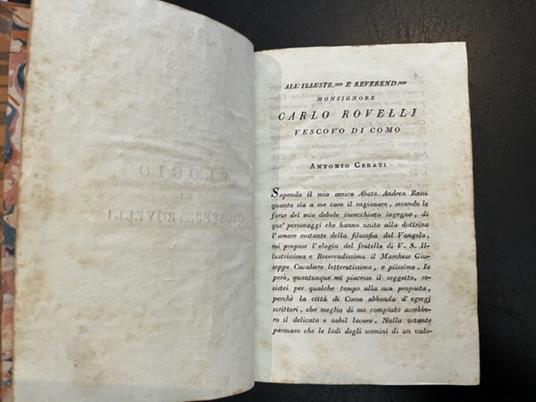 ALL'ILLUSTR.mo E REVEREND.mo
MONSIGNORE
CARLO ROVELLI
VESCOVO DI COMO
ANTONIO CERATI
Sapendo il mio amico Abate Andrea Rossi
quanto sia a me caro il ragionare, secondo le
forze del mio debole invecchiato ingegno, di
que' personaggi che hanno unito alla dottrina
l'amore costante della filosofia del Vangelo,
mi propose l'elogio del fratello di V. S. Il-
lustrissima e Reverendissima il Marchese Giu-
seppe Cavaliere letteratissimo, e piissimo. Io
però, quantunque mi piacesse il soggetto, re-
sistei per qualche tempo alla sua proposta,
perchè la città di Como abbonda d'egregj
scrittori, che meglio di me compiuto avrebbe-
ro il delicato e nobil lavoro. Nulla ostante
persuaso che le lodi degli uomini di un valo-